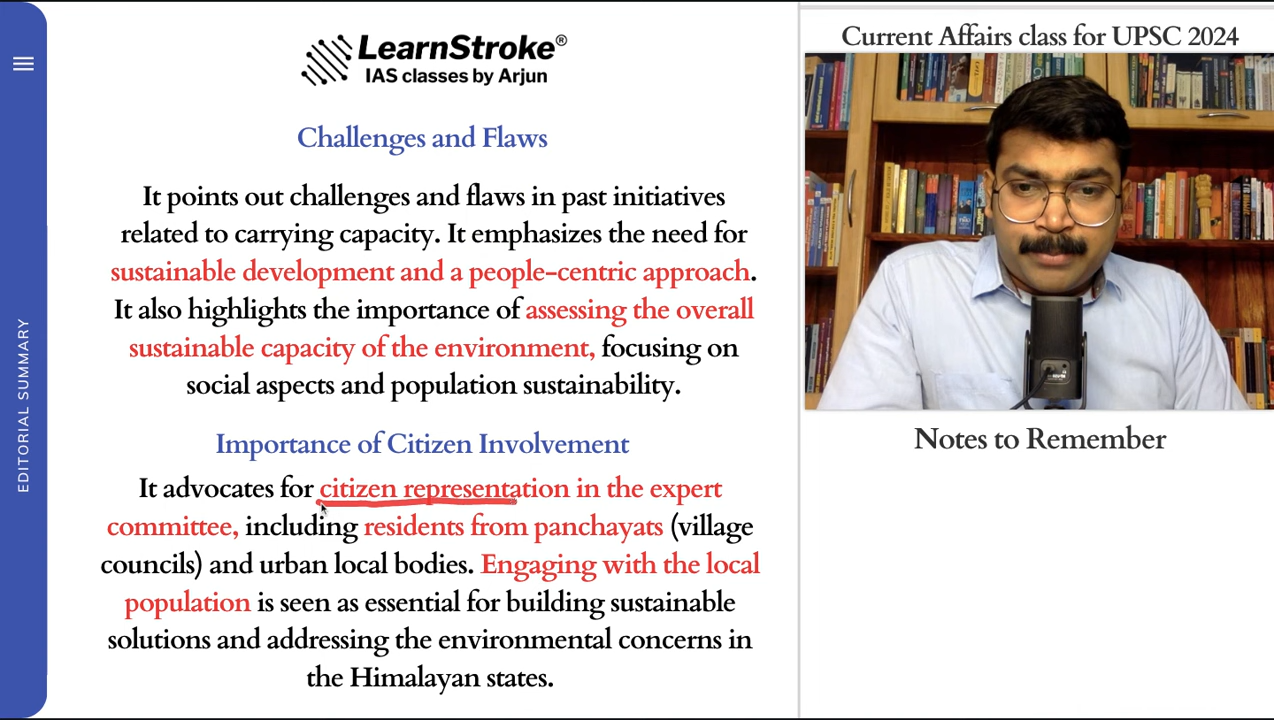 LearnStroke®
IAS classes by Arjun
Challenges and Flaws
It points out challenges and flaws in past initiatives
related to carrying capacity. It emphasizes the need for
sustainable development and a people-centric approach.
It also highlights the importance of assessing the overall
sustainable capacity of the environment, focusing on
social aspects and population sustainability.
Importance of Citizen Involvement
It advocates for citizen representation in the expert
committee, including residents from panchayats (village
councils) and urban local bodies. Engaging with the local
population is seen as essential for building sustainable
solutions and addressing the environmental concerns in
the Himalayan states.
EDITORIAL SUMMARY
Current Affairs class for UPSC 2024
Notes to Remember